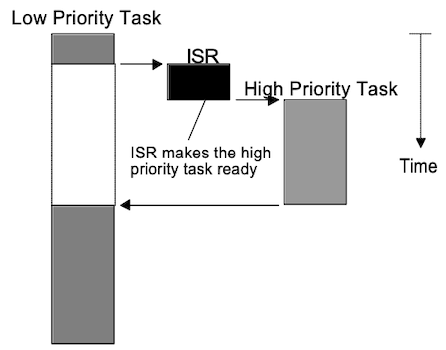 Low Priority Task
ISR
High Priority Task
ISR makes the high
priority task ready
Time